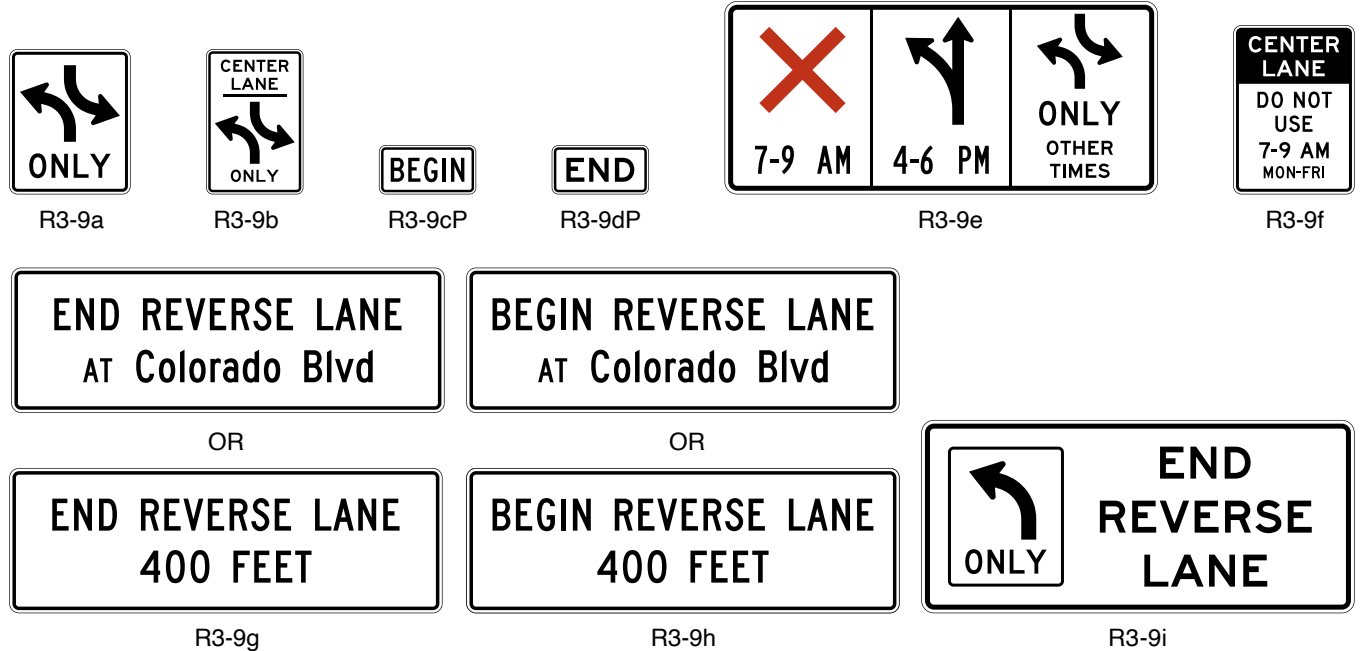 ONLY
R3-9a
CENTER
LANE
ONLY
R3-9b
BEGIN
R3-9cP
END
R3-9dP
7-9 AM
4-6 PM
ONLY
OTHER
TIMES
R3-9e
CENTER
LANE
DO NOT
USE
7-9 AM
MON-FRI
R3-9f
END REVERSE LANE
AT Colorado Blvd
OR
END REVERSE LANE
400 FEET
R3-9g
BEGIN REVERSE LANE
AT Colorado Blvd
OR
BEGIN REVERSE LANE
400 FEET
R3-9h
ONLY
END
REVERSE
LANE
R3-9i